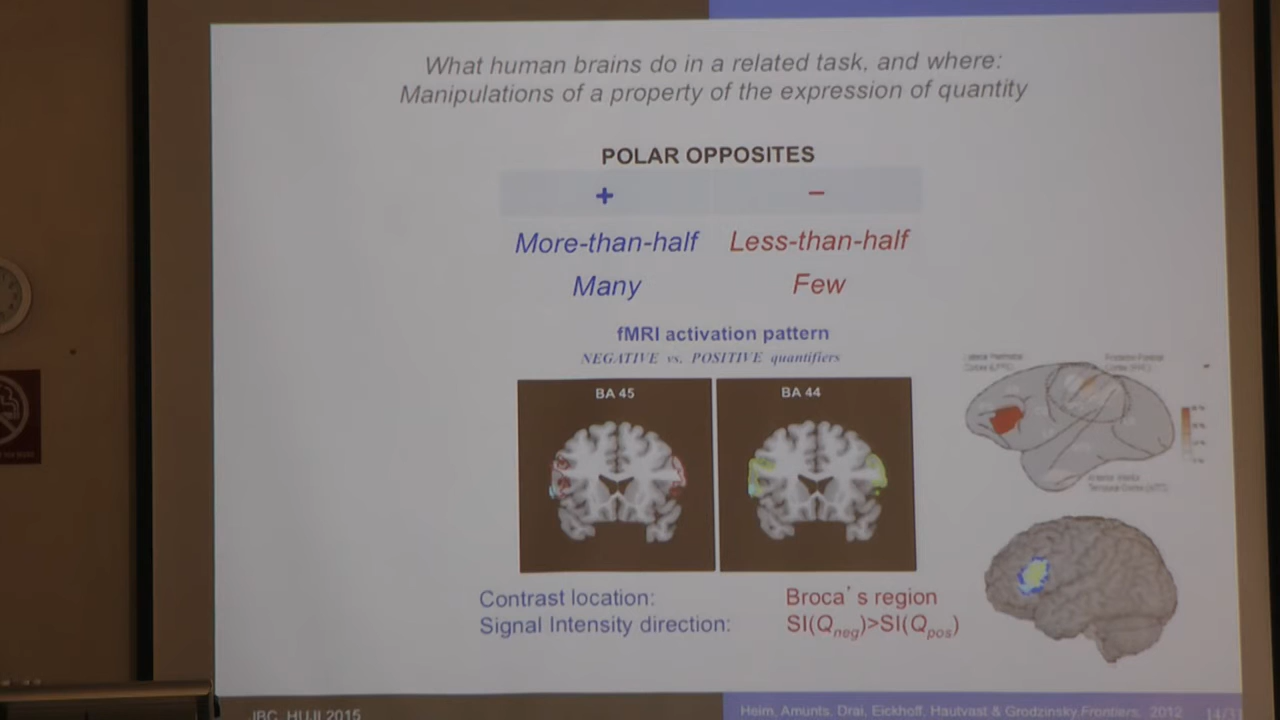 What human brains do in a related task, and where:
Manipulations of a property of the expression of quantity
POLAR OPPOSITES
+ −
More-than-half Less-than-half
Many Few
fMRI activation pattern
NEGATIVE vs. POSITIVE quantifiers
BA 45 BA 44
Contrast location: Broca's region
Signal Intensity direction: SI(Qneg)>SI(Qpos)
JBC, HUJI 2015
Heim, Amunts, Drai, Eickhoff, Hautvast & Grodzinsky, Frontiers, 2012